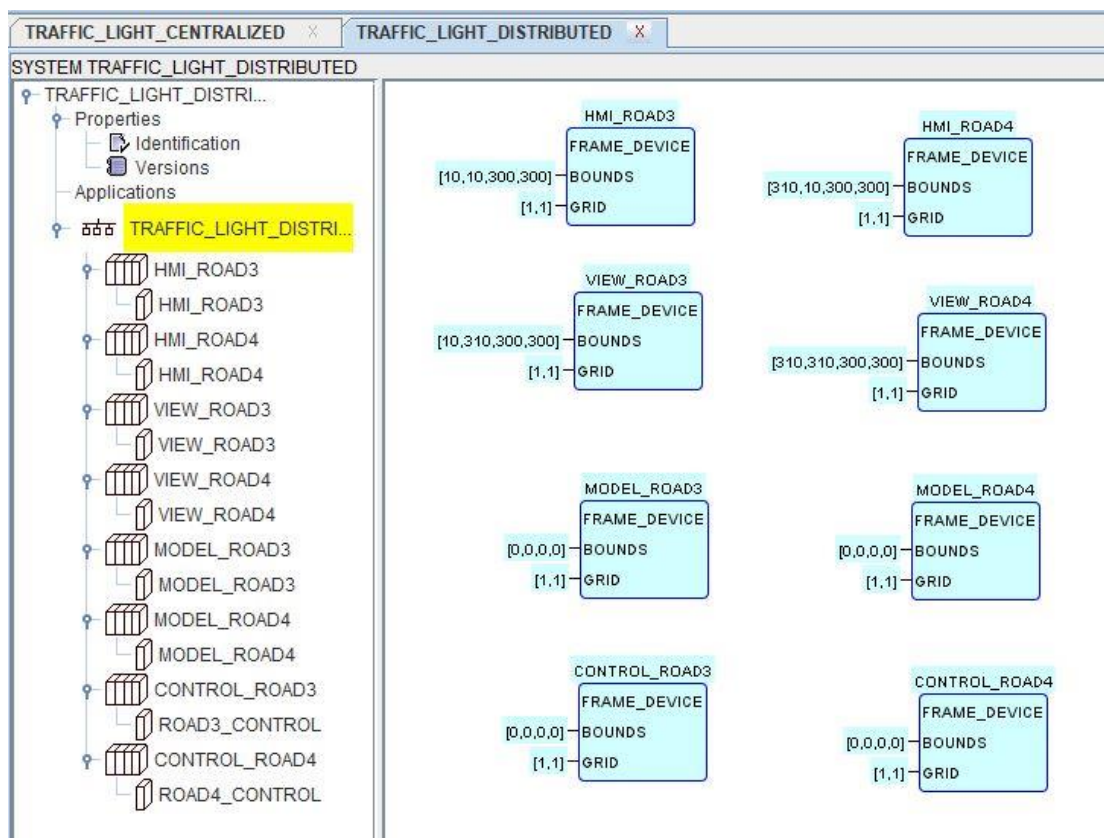 TRAFFIC_LIGHT_CENTRALIZED X TRAFFIC_LIGHT_DISTRIBUTED X
SYSTEM TRAFFIC_LIGHT_DISTRIBUTED
TRAFFIC_LIGHT_DISTRI...
Properties
Identification
Versions
Applications
TRAFFIC_LIGHT_DISTRI...
HMI_ROAD3
HMI_ROAD3
HMI_ROAD4
HMI_ROAD4
VIEW_ROAD3
VIEW_ROAD3
VIEW_ROAD4
VIEW_ROAD4
MODEL_ROAD3
MODEL_ROAD3
MODEL_ROAD4
MODEL_ROAD4
CONTROL_ROAD3
ROAD3_CONTROL
CONTROL_ROAD4
ROAD4_CONTROL
HMI_ROAD3
FRAME_DEVICE
[10,10,300,300] BOUNDS
[1,1] GRID
HMI_ROAD4
FRAME_DEVICE
[310,10,300,300] BOUNDS
[1,1] GRID
VIEW_ROAD3
FRAME_DEVICE
[10,310,300,300] BOUNDS
[1,1] GRID
VIEW_ROAD4
FRAME_DEVICE
[310,310,300,300] BOUNDS
[1,1] GRID
MODEL_ROAD3
FRAME_DEVICE
[0,0,0,0] BOUNDS
[1,1] GRID
MODEL_ROAD4
FRAME_DEVICE
[0,0,0,0] BOUNDS
[1,1] GRID
CONTROL_ROAD3
FRAME_DEVICE
[0,0,0,0] BOUNDS
[1,1] GRID
CONTROL_ROAD4
FRAME_DEVICE
[0,0,0,0] BOUNDS
[1,1] GRID